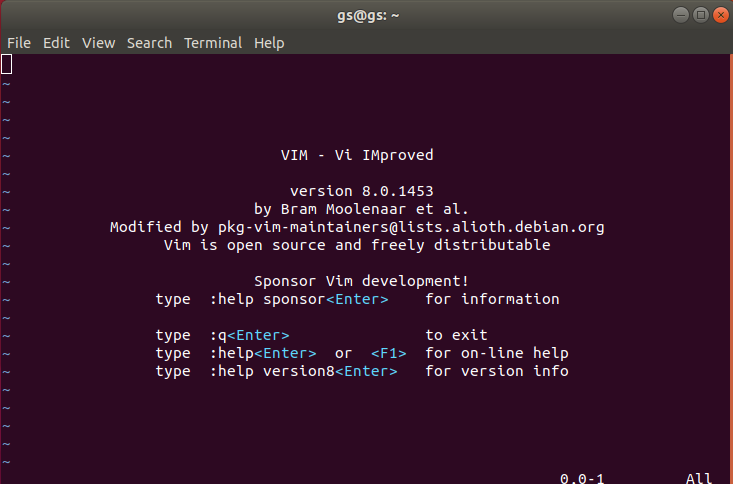 gs@gs: ~
File Edit View Search Terminal Help
~
~
~
~
~ VIM - Vi IMproved
~
~ version 8.0.1453
~ by Bram Moolenaar et al.
~ Modified by pkg-vim-maintainers@lists.alioth.debian.org
~ Vim is open source and freely distributable
~
~ Sponsor Vim development!
~ type :help sponsor<Enter> for information
~
~ type :q<Enter> to exit
~ type :help<Enter> or <F1> for on-line help
~ type :help version8<Enter> for version info
~
~
~
~
~
0,0-1 All